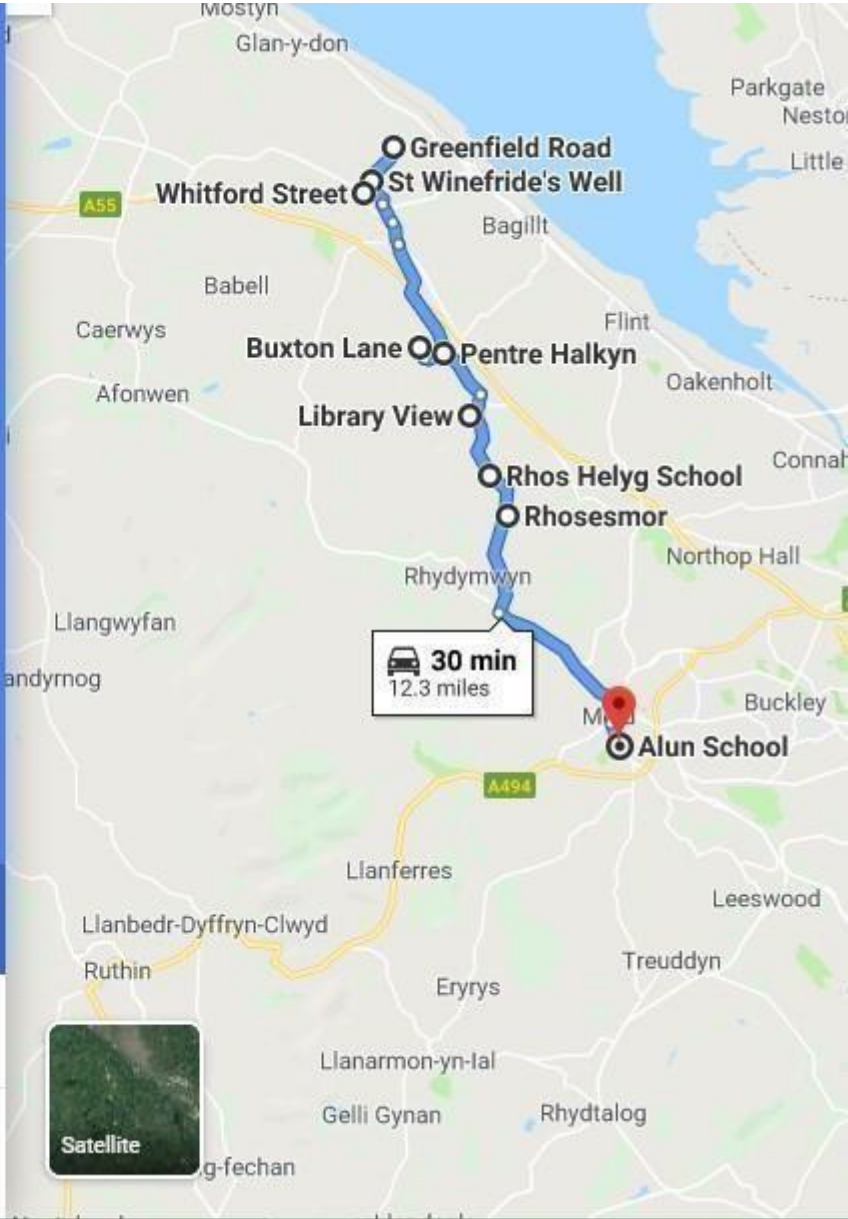 Mostyn
Glan-y-don
Parkgate
Greenfield Road
Little
St Winefride's Well
Whitford Street
A55
Bagillt
Babell
Flint
Caerwys
Buxton Lane
Pentre Halkyn
Oakenholt
Afonwen
Library View
Rhos Helyg School
Rhosesmor
Northop Hall
Rhydymwyn
Llangwyfan
30 min
12.3 miles
andyrnog
Buckley
Alun School
A494
Llanferres
Leeswood
Llanbedr-Dyffryn-Clwyd
Ruthin
Treuddyn
Eryrys
Llanarmon-yn-Ial
Gelli Gynan
Rhydtalog
Satellite
g-fechan